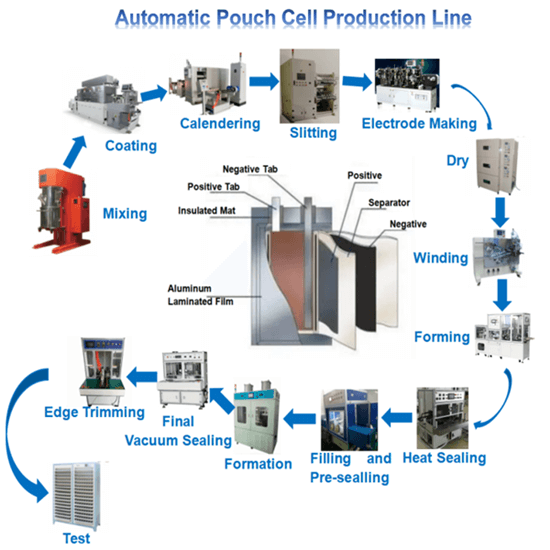 Automatic Pouch Cell Production Line
Coating
Calendering
Slitting
Electrode Making
Mixing
Dry
Negative Tab
Positive Tab
Insulated Mat
Positive
Separator
Negative
Aluminum
Laminated Film
Winding
Forming
Edge Trimming
Final
Vacuum Sealing
Formation
Filling and
Pre-sealling
Heat Sealing
Test